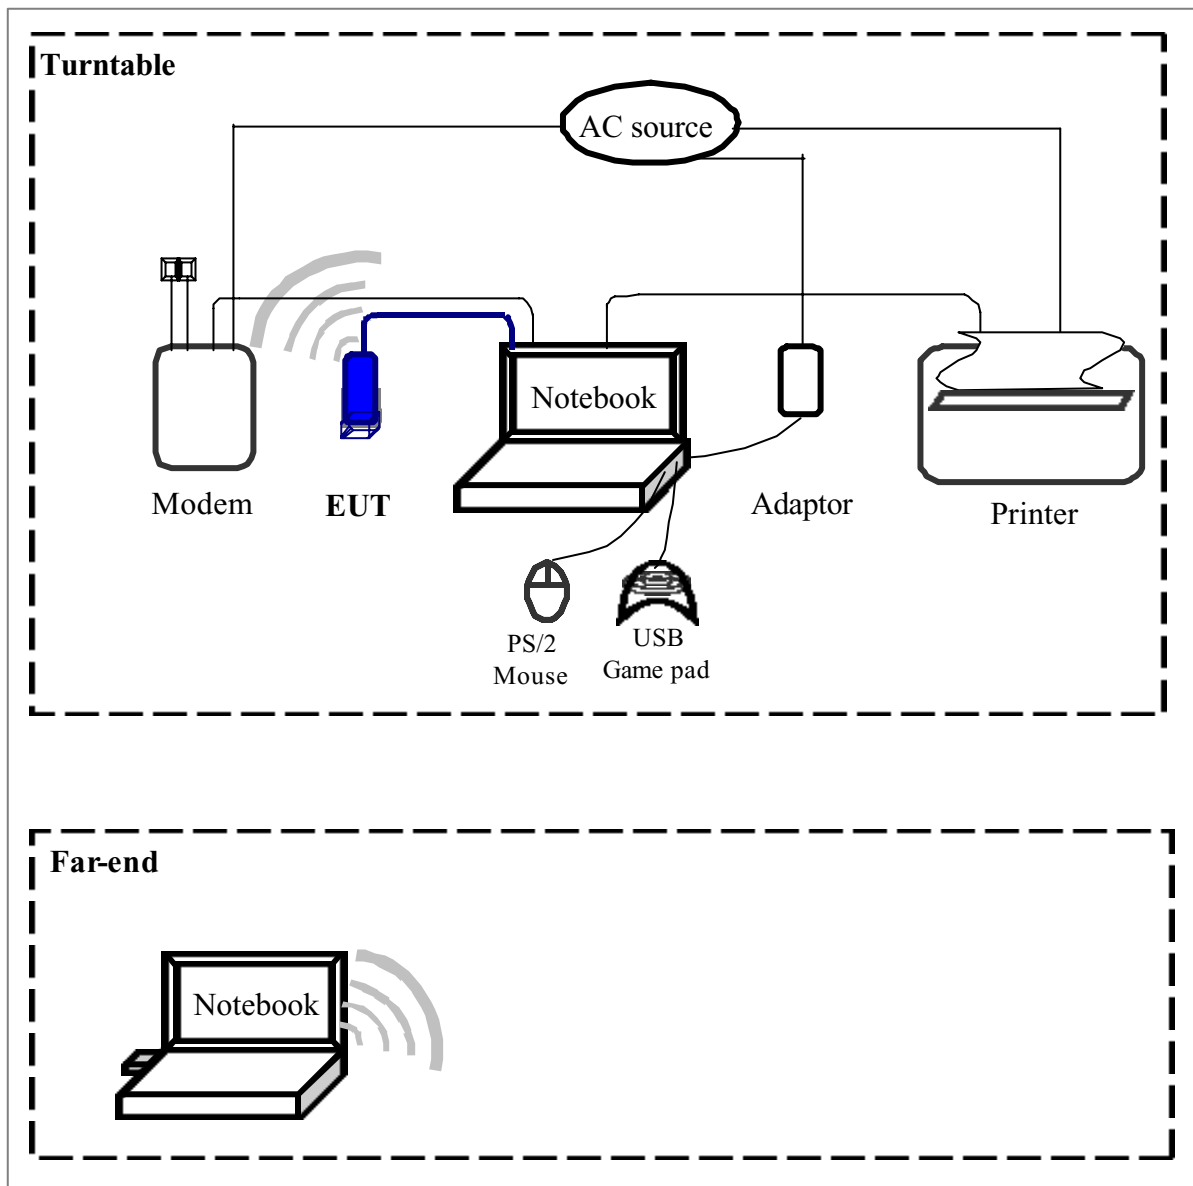 Turntable
AC source
Notebook
Modem
EUT
Adaptor
Printer
PS/2
Mouse
USB
Game pad
Far-end
Notebook